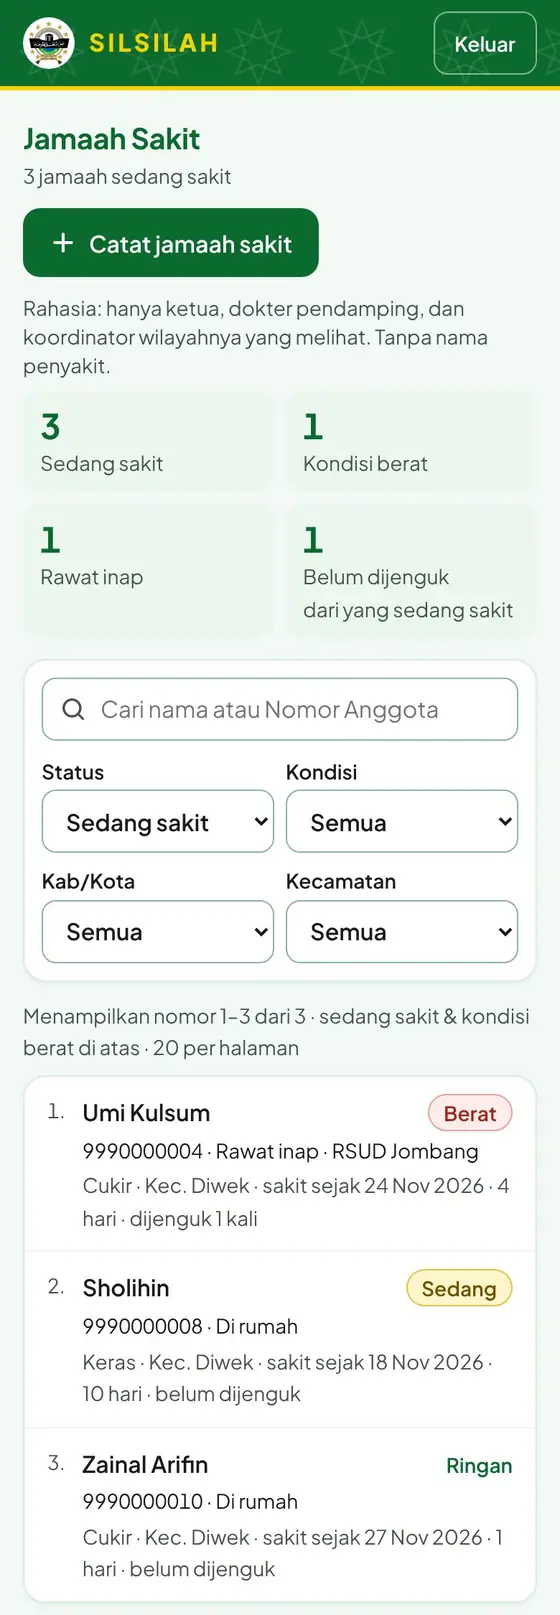 SILSILAH
Keluar
Jamaah Sakit
3 jamaah sedang sakit
+ Catat jamaah sakit
Rahasia: hanya ketua, dokter pendamping, dan
koordinator wilayahnya yang melihat. Tanpa nama
penyakit.
3
Sedang sakit
1
Kondisi berat
1
Rawat inap
1
Belum dijenguk
dari yang sedang sakit
Cari nama atau Nomor Anggota
Status
Kondisi
Sedang sakit
Semua
Kab/Kota
Kecamatan
Semua
Semua
Menampilkan nomor 1–3 dari 3 · sedang sakit & kondisi
berat di atas · 20 per halaman
1. Umi Kulsum Berat
9990000004 · Rawat inap · RSUD Jombang
Cukir · Kec. Diwek · sakit sejak 24 Nov 2026 · 4
hari · dijenguk 1 kali
2. Sholihin Sedang
9990000008 · Di rumah
Keras · Kec. Diwek · sakit sejak 18 Nov 2026 ·
10 hari · belum dijenguk
3. Zainal Arifin Ringan
9990000010 · Di rumah
Cukir · Kec. Diwek · sakit sejak 27 Nov 2026 · 1
hari · belum dijenguk